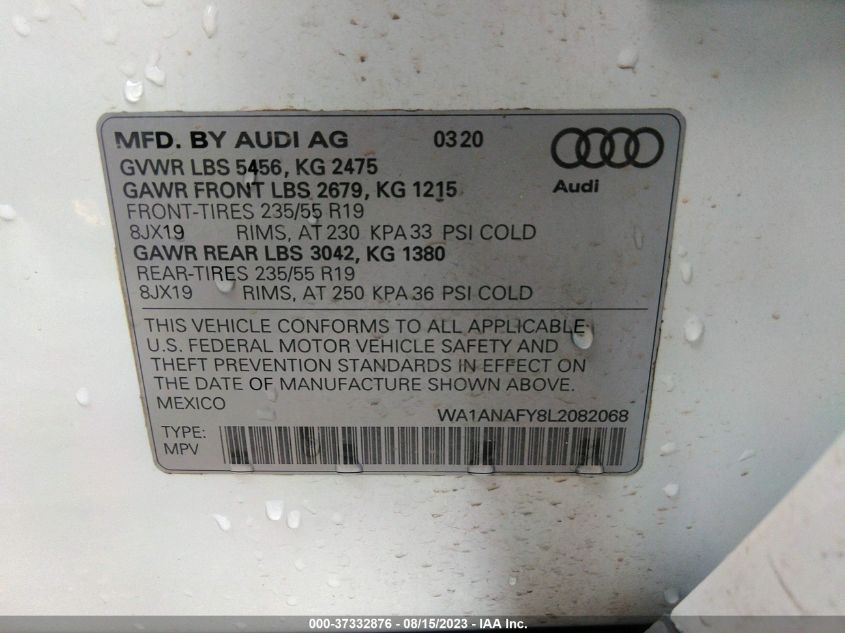 MFD. BY AUDI AG 0320
GVWR LBS 5456, KG 2475
GAWR FRONT LBS 2679, KG 1215
FRONT-TIRES 235/55 R19
8JX19 RIMS, AT 230 KPA 33 PSI COLD
GAWR REAR LBS 3042, KG 1380
REAR-TIRES 235/55 R19
8JX19 RIMS, AT 250 KPA 36 PSI COLD
Audi
THIS VEHICLE CONFORMS TO ALL APPLICABLE
U.S. FEDERAL MOTOR VEHICLE SAFETY AND
THEFT PREVENTION STANDARDS IN EFFECT ON
THE DATE OF MANUFACTURE SHOWN ABOVE.
MEXICO
WA1ANAFY8L2082068
TYPE:
MPV
000-37332876 - 08/15/2023 - IAA Inc.